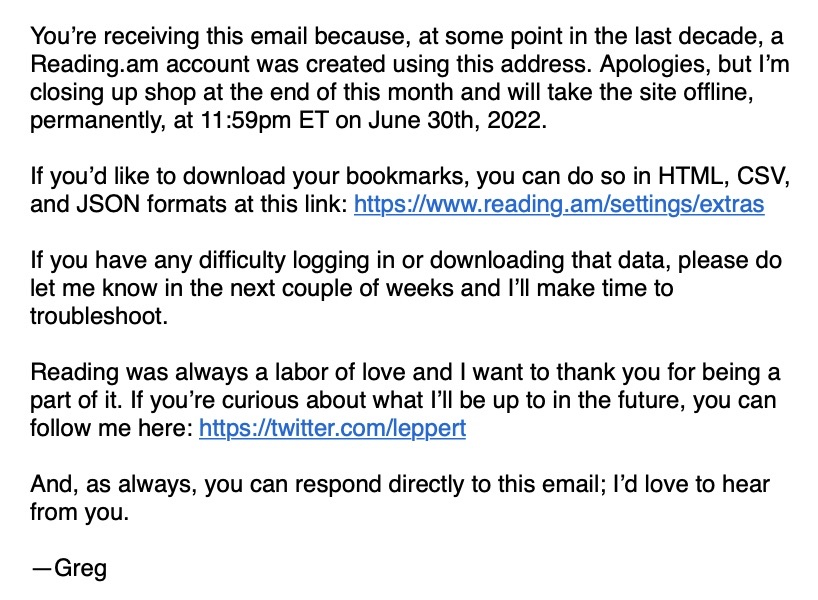 You’re receiving this email because, at some point in the last decade, a
Reading.am account was created using this address. Apologies, but I’m
closing up shop at the end of this month and will take the site offline,
permanently, at 11:59pm ET on June 30th, 2022.
If you’d like to download your bookmarks, you can do so in HTML, CSV,
and JSON formats at this link: https://www.reading.am/settings/extras
If you have any difficulty logging in or downloading that data, please do
let me know in the next couple of weeks and I’ll make time to
troubleshoot.
Reading was always a labor of love and I want to thank you for being a
part of it. If you’re curious about what I’ll be up to in the future, you can
follow me here: https://twitter.com/leppert
And, as always, you can respond directly to this email; I’d love to hear
from you.
—Greg